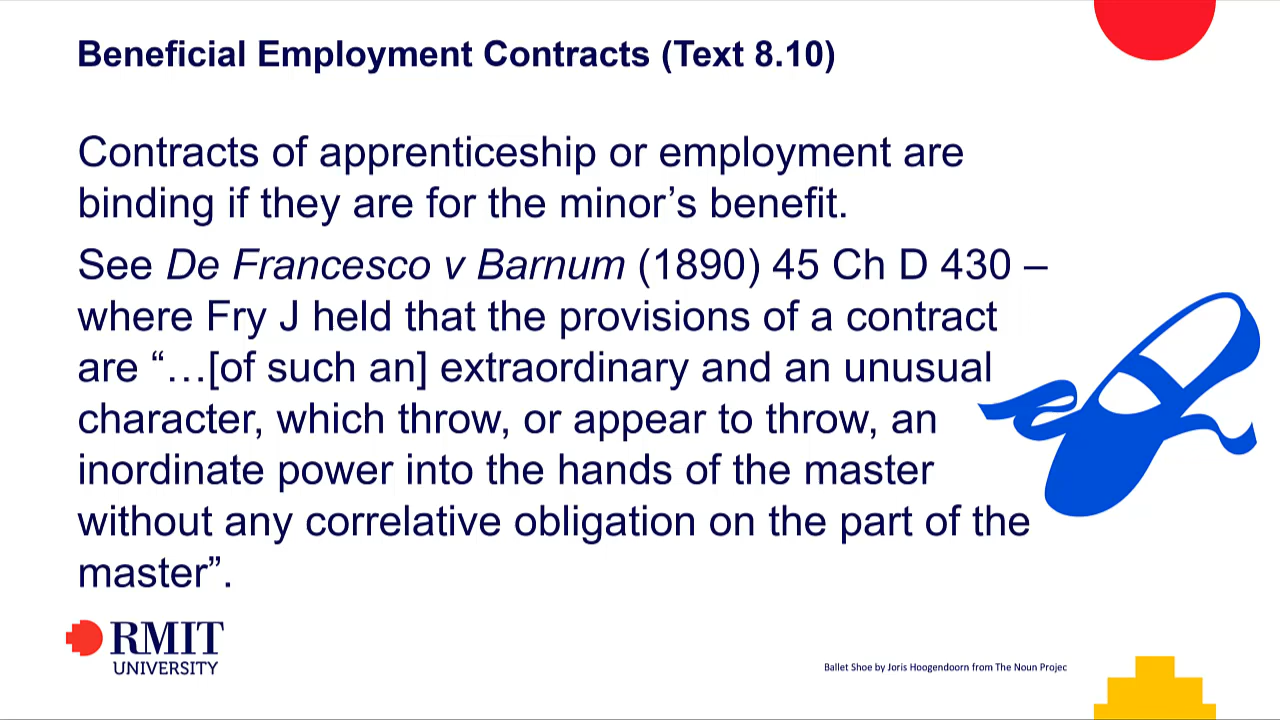 Beneficial Employment Contracts (Text 8.10)
Contracts of apprenticeship or employment are
binding if they are for the minor’s benefit.
See De Francesco v Barnum (1890) 45 Ch D 430 –
where Fry J held that the provisions of a contract
are “…[of such an] extraordinary and an unusual
character, which throw, or appear to throw, an
inordinate power into the hands of the master
without any correlative obligation on the part of the
master”.
RMIT
UNIVERSITY
Ballet Shoe by Joris Hoogendoorn from The Noun Projec